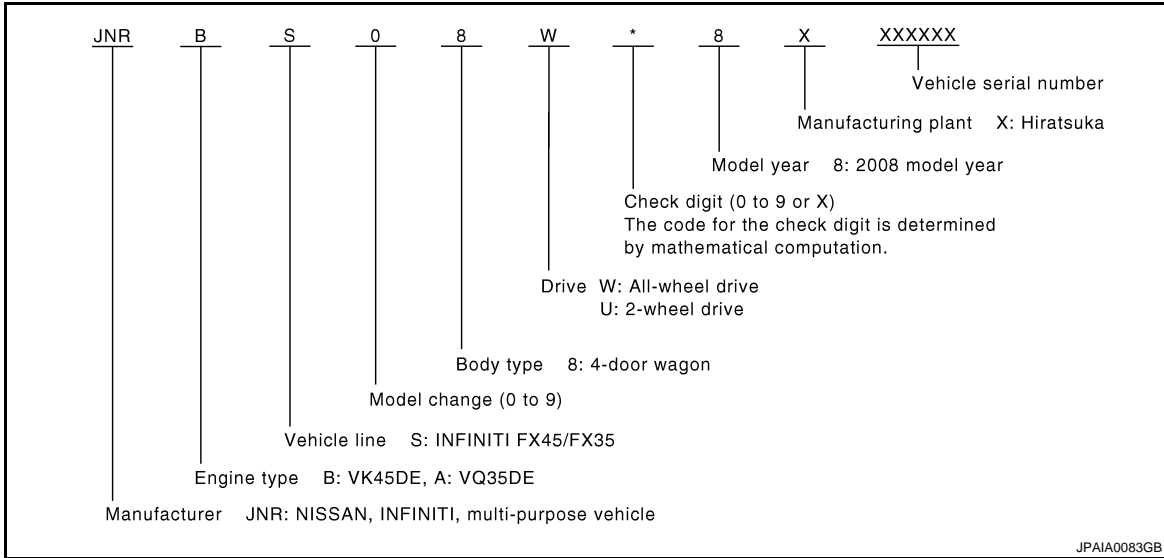 JNR B S 0 8 W * 8 X XXXXXX
Vehicle serial number
Manufacturing plant X: Hiratsuka
Model year 8: 2008 model year
Check digit (0 to 9 or X)
The code for the check digit is determined
by mathematical computation.
Drive W: All-wheel drive
U: 2-wheel drive
Body type 8: 4-door wagon
Model change (0 to 9)
Vehicle line S: INFINITI FX45/FX35
Engine type B: VK45DE, A: VQ35DE
Manufacturer JNR: NISSAN, INFINITI, multi-purpose vehicle
JPAIA0083GB